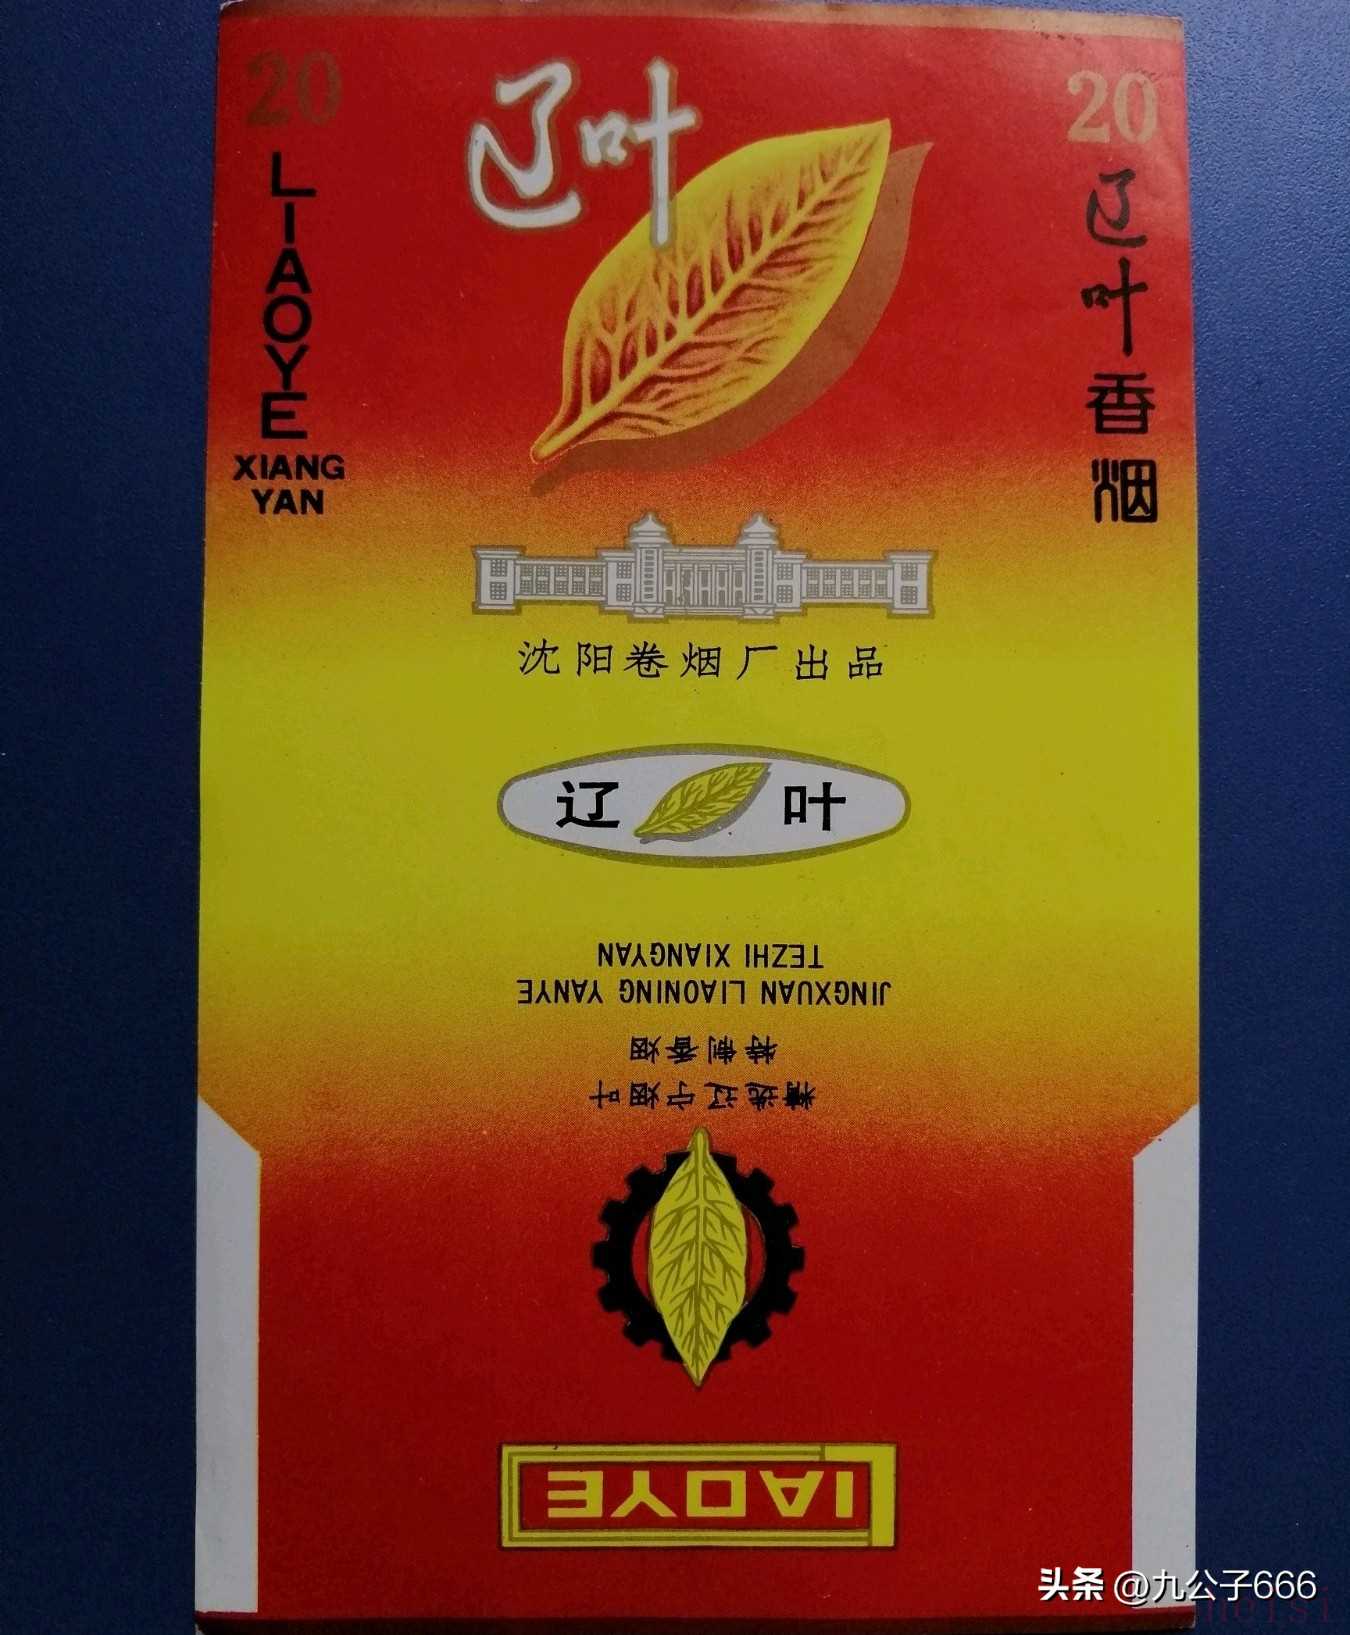 20
LIAOYE
XIANG
YAN
辽叶
20
辽叶香烟
沈阳卷烟厂出品
辽 叶
精选辽宁烟叶
特制香烟
JINGXUAN LIAONING YANYE
TEZHI XIANGYAN
LIAOYE
头条 @九公子666